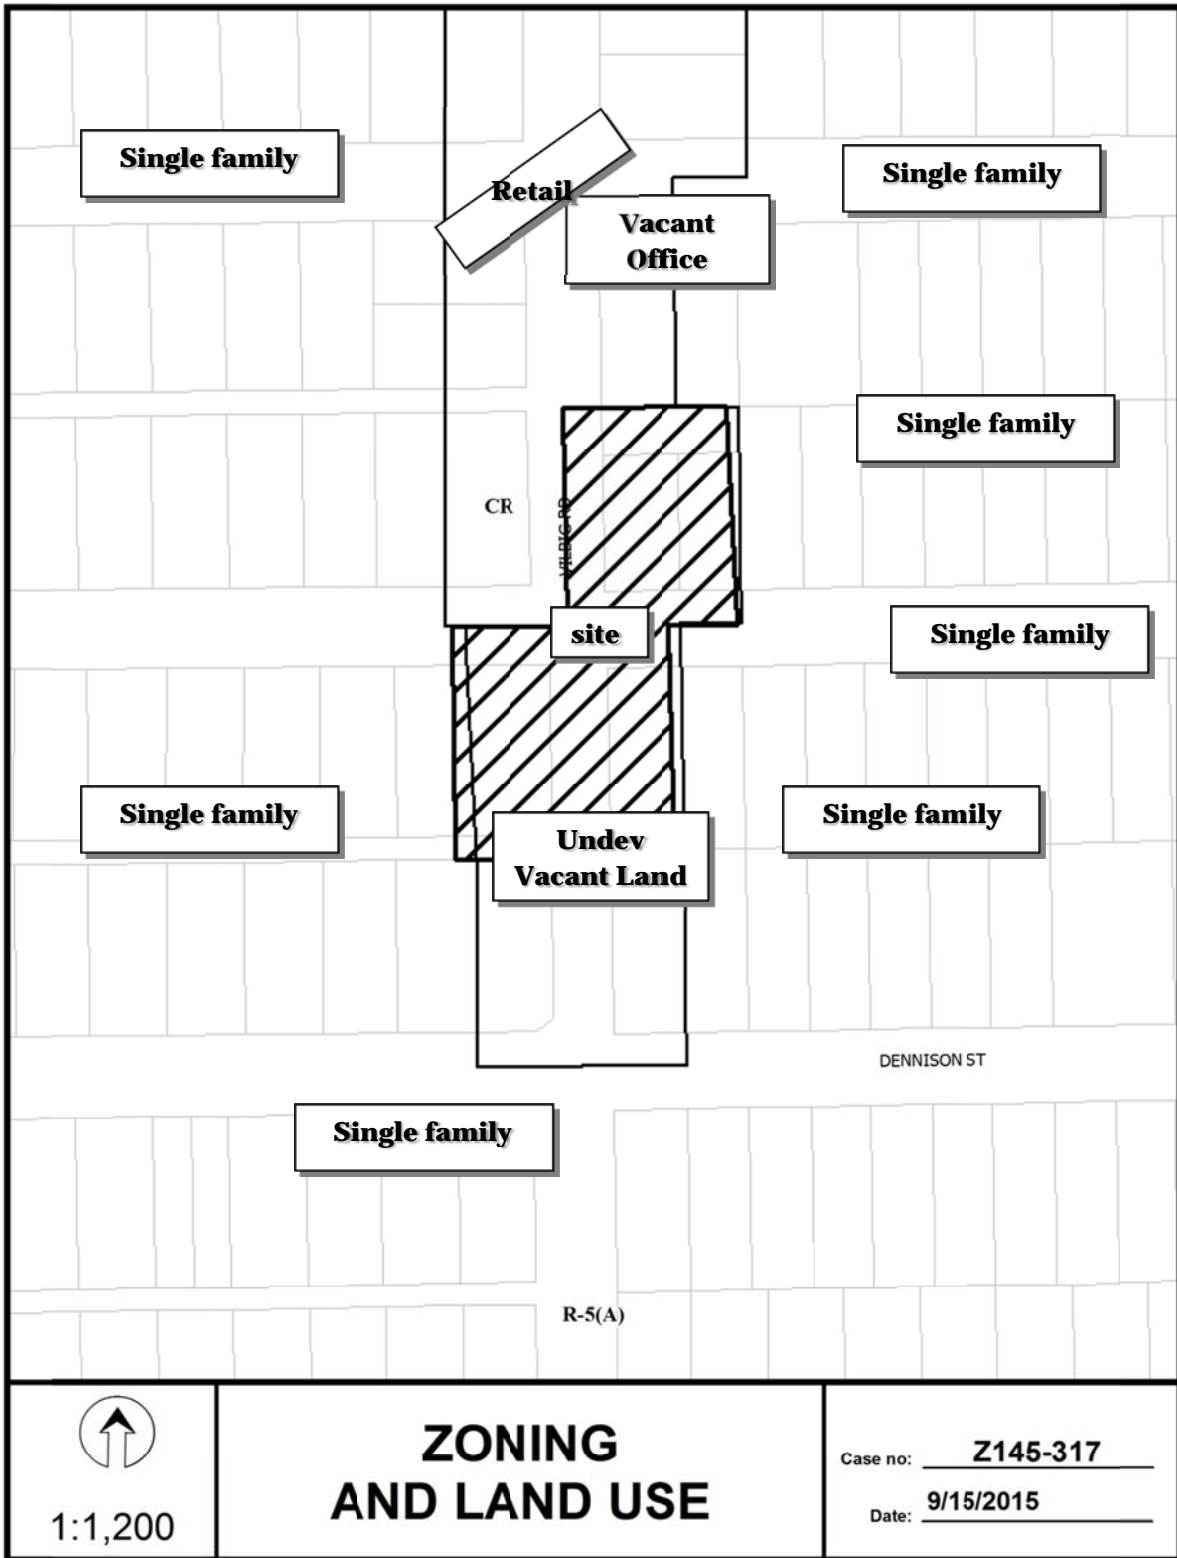 Single family
Retail
Single family
Vacant
Office
Single family
CR
VILBIG RD
site
Single family
Single family
Single family
Undev
Vacant Land
DENNISON ST
Single family
R-5(A)
1:1,200
ZONING
AND LAND USE
Case no: Z145-317
Date: 9/15/2015